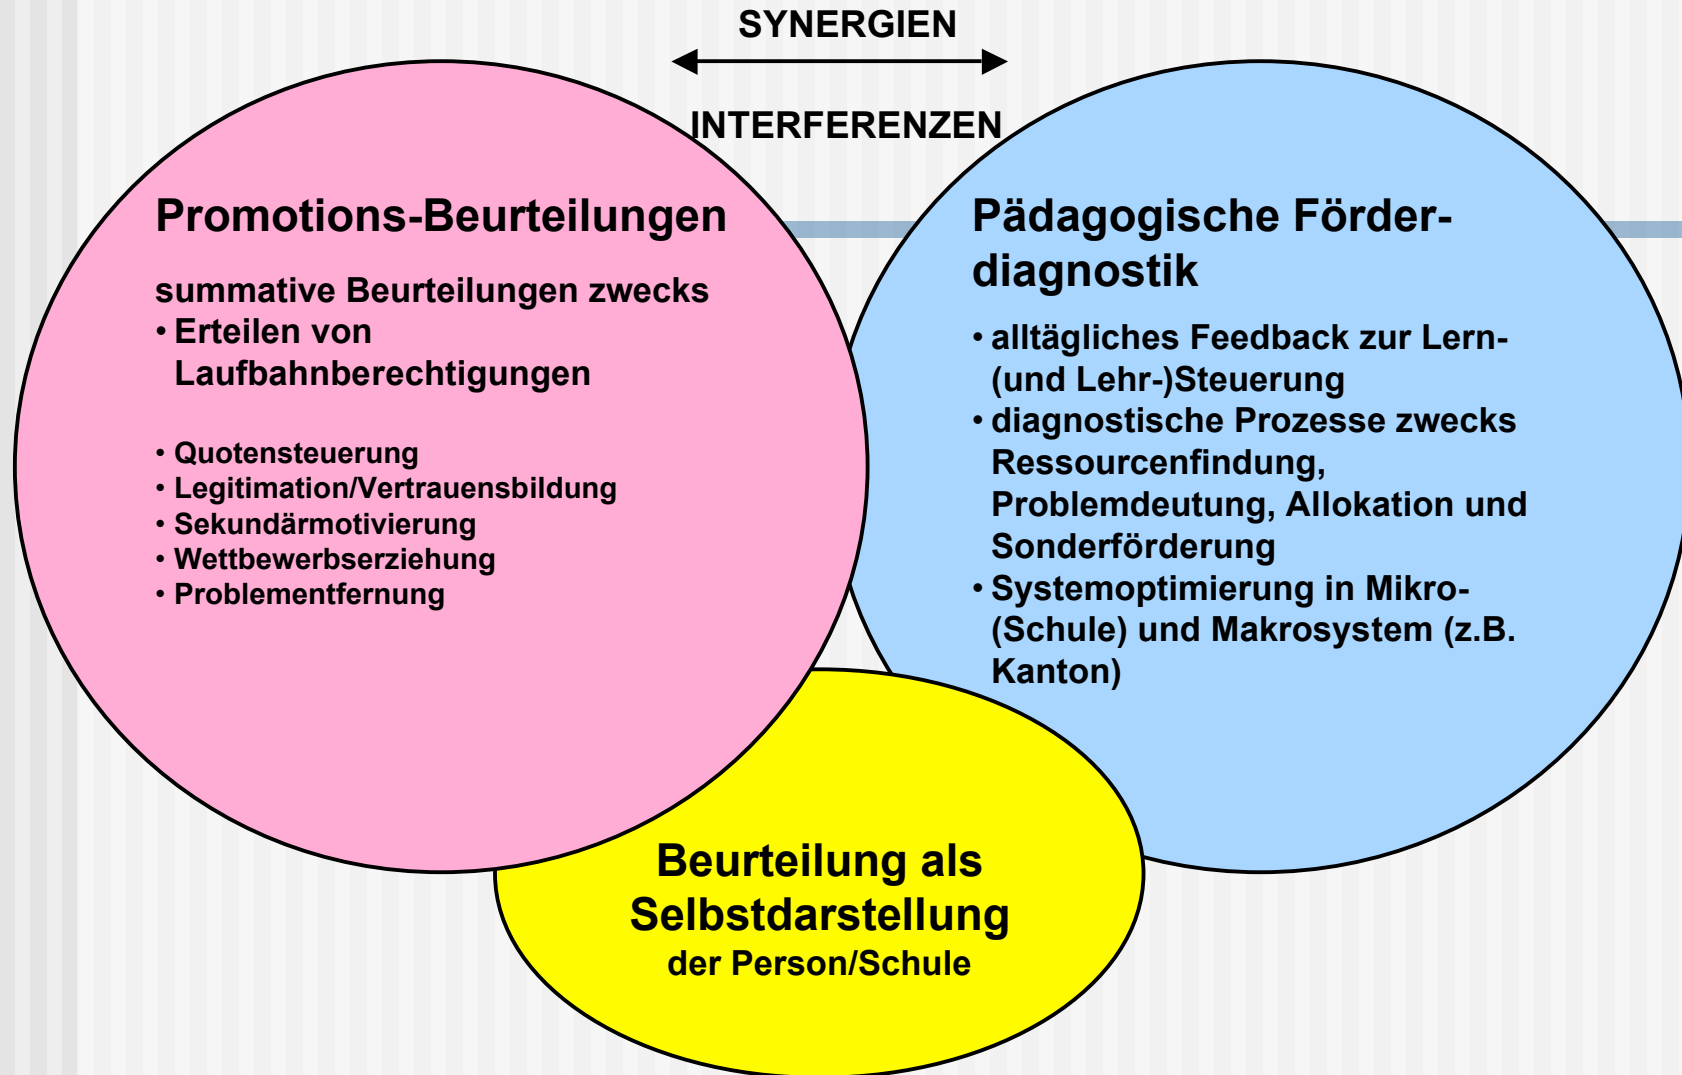 SYNERGIEN
INTERFERENZEN
Promotions-Beurteilungen
summative Beurteilungen zwecks
• Erteilen von
Laufbahnberechtigungen
• Quotensteuerung
• Legitimation/Vertrauensbildung
• Sekundärmotivierung
• Wettbewerbserziehung
• Problementfernung
Pädagogische Förder-
diagnostik
• alltägliches Feedback zur Lern-
(und Lehr-)Steuerung
• diagnostische Prozesse zwecks
Ressourcenfindung,
Problemdeutung, Allokation und
Sonderförderung
• Systemoptimierung in Mikro-
(Schule) und Makrosystem (z.B.
Kanton)
Beurteilung als
Selbstdarstellung
der Person/Schule